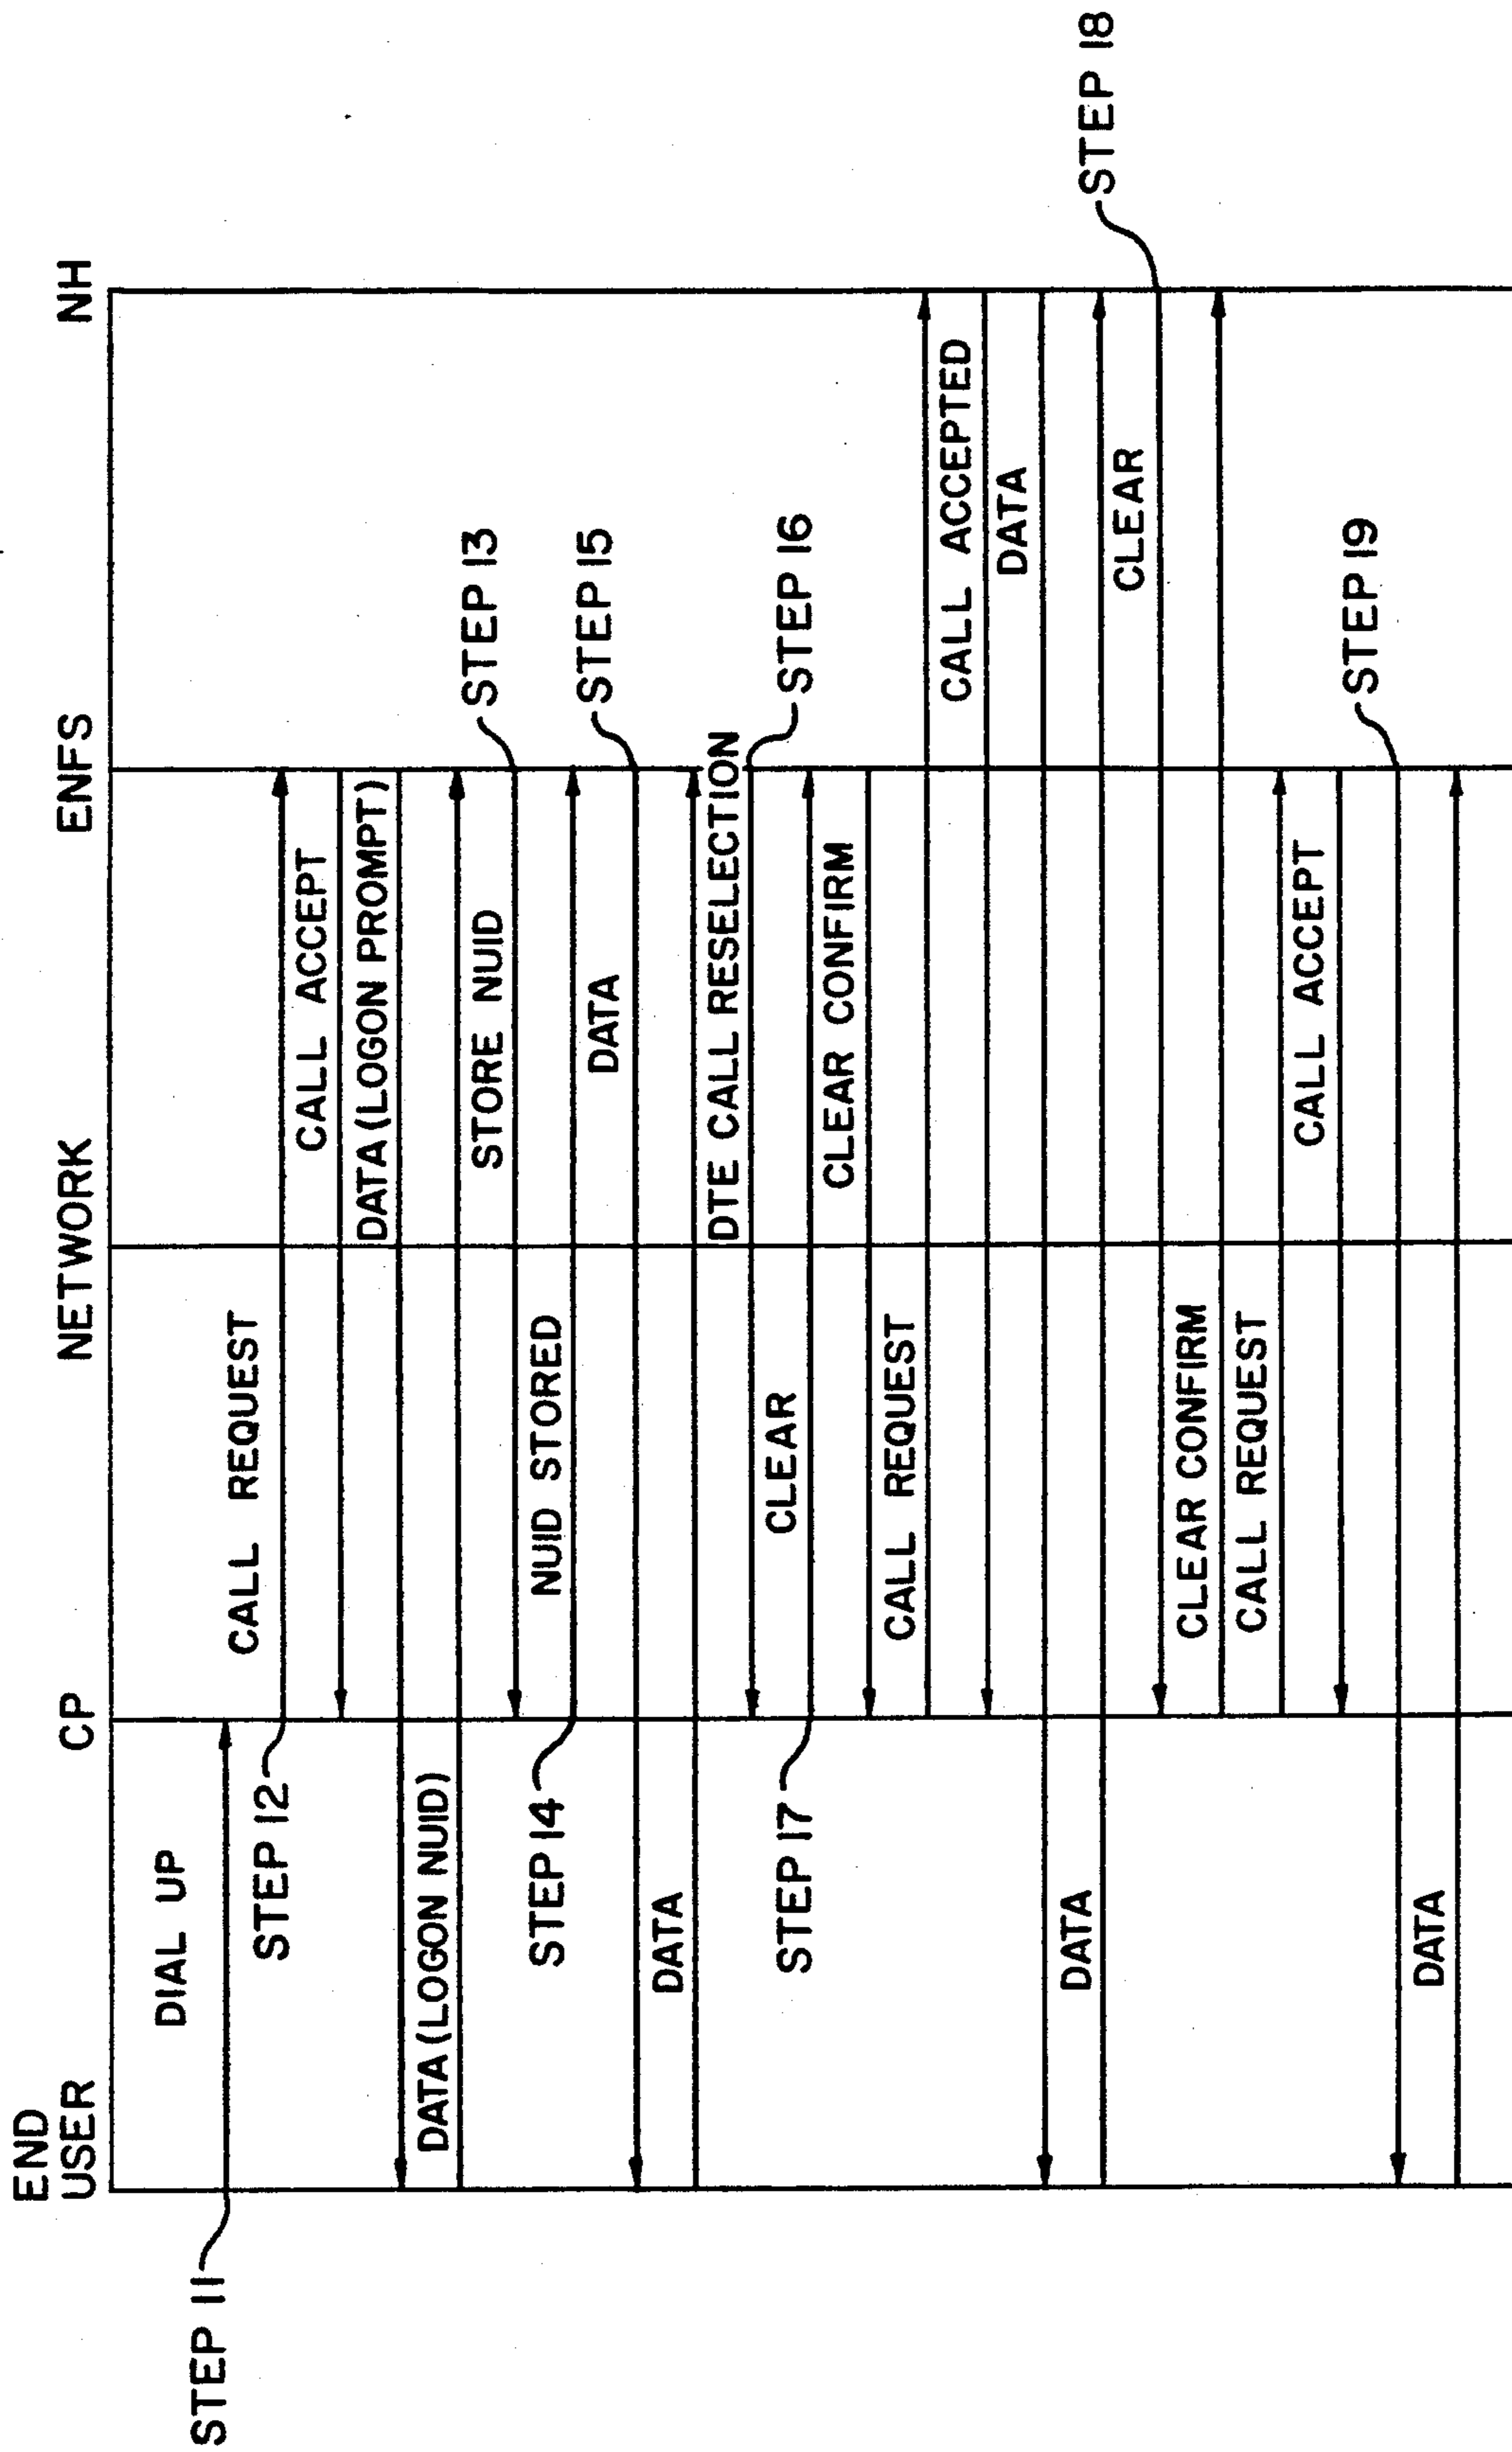 END
USER
CP
NETWORK
ENFS
NH
STEP 11
DIAL UP
STEP 12
CALL REQUEST
CALL ACCEPT
DATA (LOGON PROMPT)
DATA (LOGON NUID)
STORE NUID
STEP 13
STEP 14
NUID STORED
DATA
STEP 15
DATA
DTE CALL RESELECTION
STEP 16
STEP 17
CLEAR
CLEAR CONFIRM
CALL REQUEST
CALL ACCEPTED
DATA
DATA
CLEAR
STEP 18
CLEAR CONFIRM
CALL REQUEST
CALL ACCEPT
STEP 19
DATA